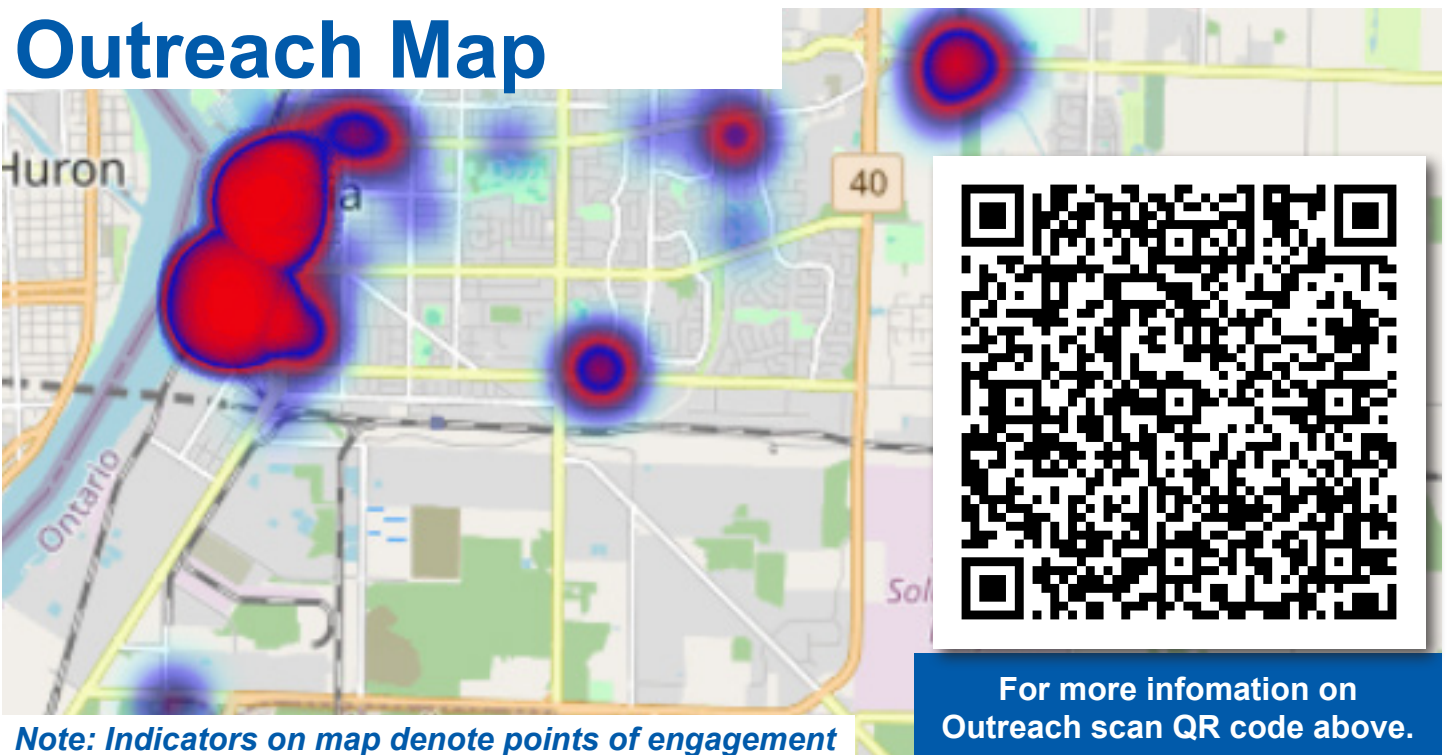 Outreach Map
Huron
a
40
Ontario
Sol
For more infomation on
Outreach scan QR code above.
Note: Indicators on map denote points of engagement